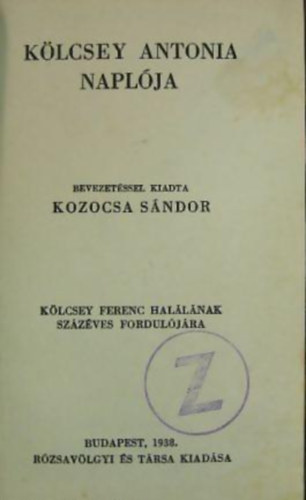 KÖLCSEY ANTONIA
NAPLÓJA
BEVEZETÉSSEL KIADTA
KOZOCSA SÁNDOR
KÖLCSEY FERENC HALÁLÁNAK
SZÁZÉVES FORDULÓJÁRA
Z
BUDAPEST, 1938.
RÓZSAVÖLGYI ÉS TÁRSA KIADÁSA